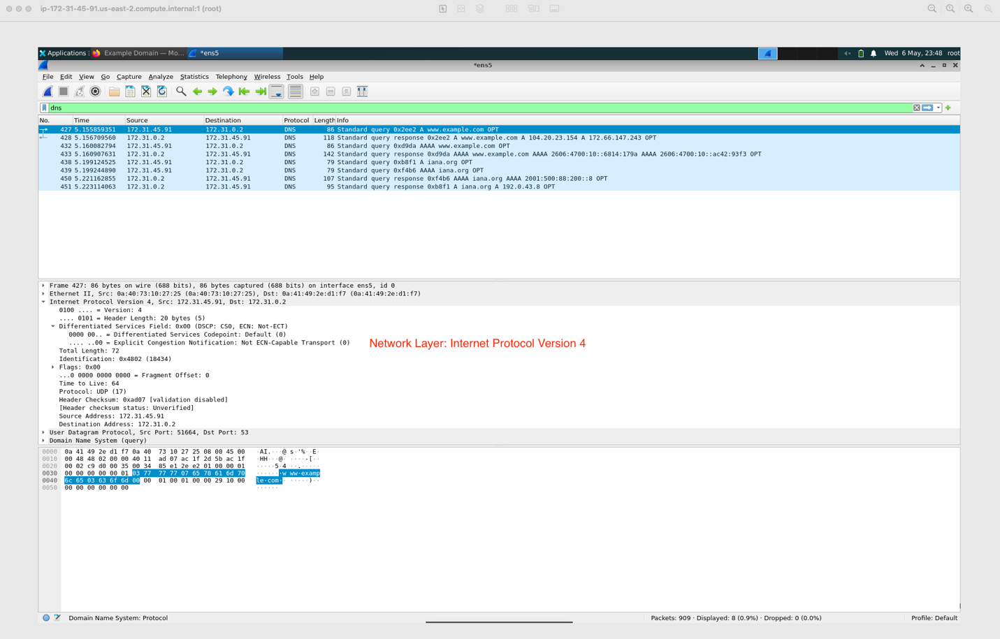 ip-172-31-45-91.us-east-2.compute.internal:1 (root)
Applications Example Domain — Mo... *ens5 Wed 6 May, 23:48 root
*ens5
File Edit View Go Capture Analyze Statistics Telephony Wireless Tools Help
dns
No. Time Source Destination Protocol Length Info
427 5.155859351 172.31.45.91 172.31.0.2 DNS 86 Standard query 0x2ee2 A www.example.com OPT
428 5.156709560 172.31.0.2 172.31.45.91 DNS 118 Standard query response 0x2ee2 A www.example.com A 104.20.23.154 A 172.66.147.243 OPT
432 5.160082794 172.31.45.91 172.31.0.2 DNS 86 Standard query 0xd9da AAAA www.example.com OPT
433 5.160907631 172.31.0.2 172.31.45.91 DNS 142 Standard query response 0xd9da AAAA www.example.com AAAA 2606:4700:10::6814:179a AAAA 2606:4700:10::ac42:93f3 OPT
438 5.199124525 172.31.45.91 172.31.0.2 DNS 79 Standard query 0xb8f1 A iana.org OPT
439 5.199244890 172.31.45.91 172.31.0.2 DNS 79 Standard query 0xf4b6 AAAA iana.org OPT
450 5.221162855 172.31.0.2 172.31.45.91 DNS 107 Standard query response 0xf4b6 AAAA iana.org AAAA 2001:500:88:200::8 OPT
451 5.223114063 172.31.0.2 172.31.45.91 DNS 95 Standard query response 0xb8f1 A iana.org A 192.0.43.8 OPT
Frame 427: 86 bytes on wire (688 bits), 86 bytes captured (688 bits) on interface ens5, id 0
Ethernet II, Src: 0a:40:73:10:27:25 (0a:40:73:10:27:25), Dst: 0a:41:49:2e:d1:f7 (0a:41:49:2e:d1:f7)
Internet Protocol Version 4, Src: 172.31.45.91, Dst: 172.31.0.2
0100 .... = Version: 4
.... 0101 = Header Length: 20 bytes (5)
Differentiated Services Field: 0x00 (DSCP: CS0, ECN: Not-ECT)
0000 00.. = Differentiated Services Codepoint: Default (0)
.... ..00 = Explicit Congestion Notification: Not ECN-Capable Transport (0)
Network Layer: Internet Protocol Version 4
Total Length: 72
Identification: 0x4802 (18434)
Flags: 0x00
...0 0000 0000 0000 = Fragment Offset: 0
Time to Live: 64
Protocol: UDP (17)
Header Checksum: 0xad07 [validation disabled]
[Header checksum status: Unverified]
Source Address: 172.31.45.91
Destination Address: 172.31.0.2
User Datagram Protocol, Src Port: 51664, Dst Port: 53
Domain Name System (query)
0000 0a 41 49 2e d1 f7 0a 40 73 10 27 25 08 00 45 00 ·AI.···@ s·'%··E·
0010 00 48 48 02 00 00 40 11 ad 07 ac 1f 2d 5b ac 1f ·HH···@· ····-[··
0020 00 02 c9 d0 00 35 00 34 85 e1 2e e2 01 00 00 01 ·····5·4 ··.·····
0030 00 00 00 00 00 01 03 77 77 77 07 65 78 61 6d 70 ·······w ww·examp
0040 6c 65 03 63 6f 6d 00 00 01 00 01 00 00 29 10 00 le·com·· ·····)··
0050 00 00 00 00 00 00 ······
Domain Name System: Protocol Packets: 909 · Displayed: 8 (0.9%) · Dropped: 0 (0.0%) Profile: Default